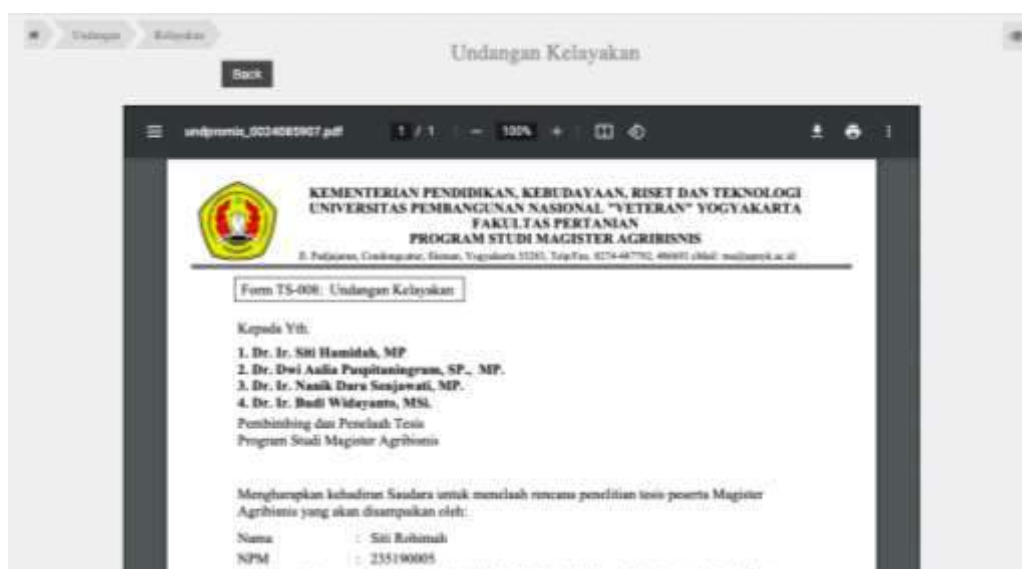 Undangan
Kelayakan
Undangan Kelayakan
Back
undpromis_0024085907.pdf
1 / 1
100%
KEMENTERIAN PENDIDIKAN, KEBUDAYAAN, RISET DAN TEKNOLOGI
UNIVERSITAS PEMBANGUNAN NASIONAL "VETERAN" YOGYAKARTA
FAKULTAS PERTANIAN
PROGRAM STUDI MAGISTER AGRIBISNIS
Form TS-008: Undangan Kelayakan
Kepada Yth.
1. Dr. Ir. Siti Hamidah, MP
2. Dr. Dwi Aulia Puspitaningrum, SP., MP.
3. Dr. Ir. Nanik Dara Senjawati, MP.
4. Dr. Ir. Budi Widayanto, MSi.
Pembimbing dan Penelaah Tesis
Program Studi Magister Agribisnis
Mengharapkan kehadiran Saudara untuk menelaah rencana penelitian tesis peserta Magister
Agribisnis yang akan disampaikan oleh:
Nama : Siti Rohimah
NPM : 235190005